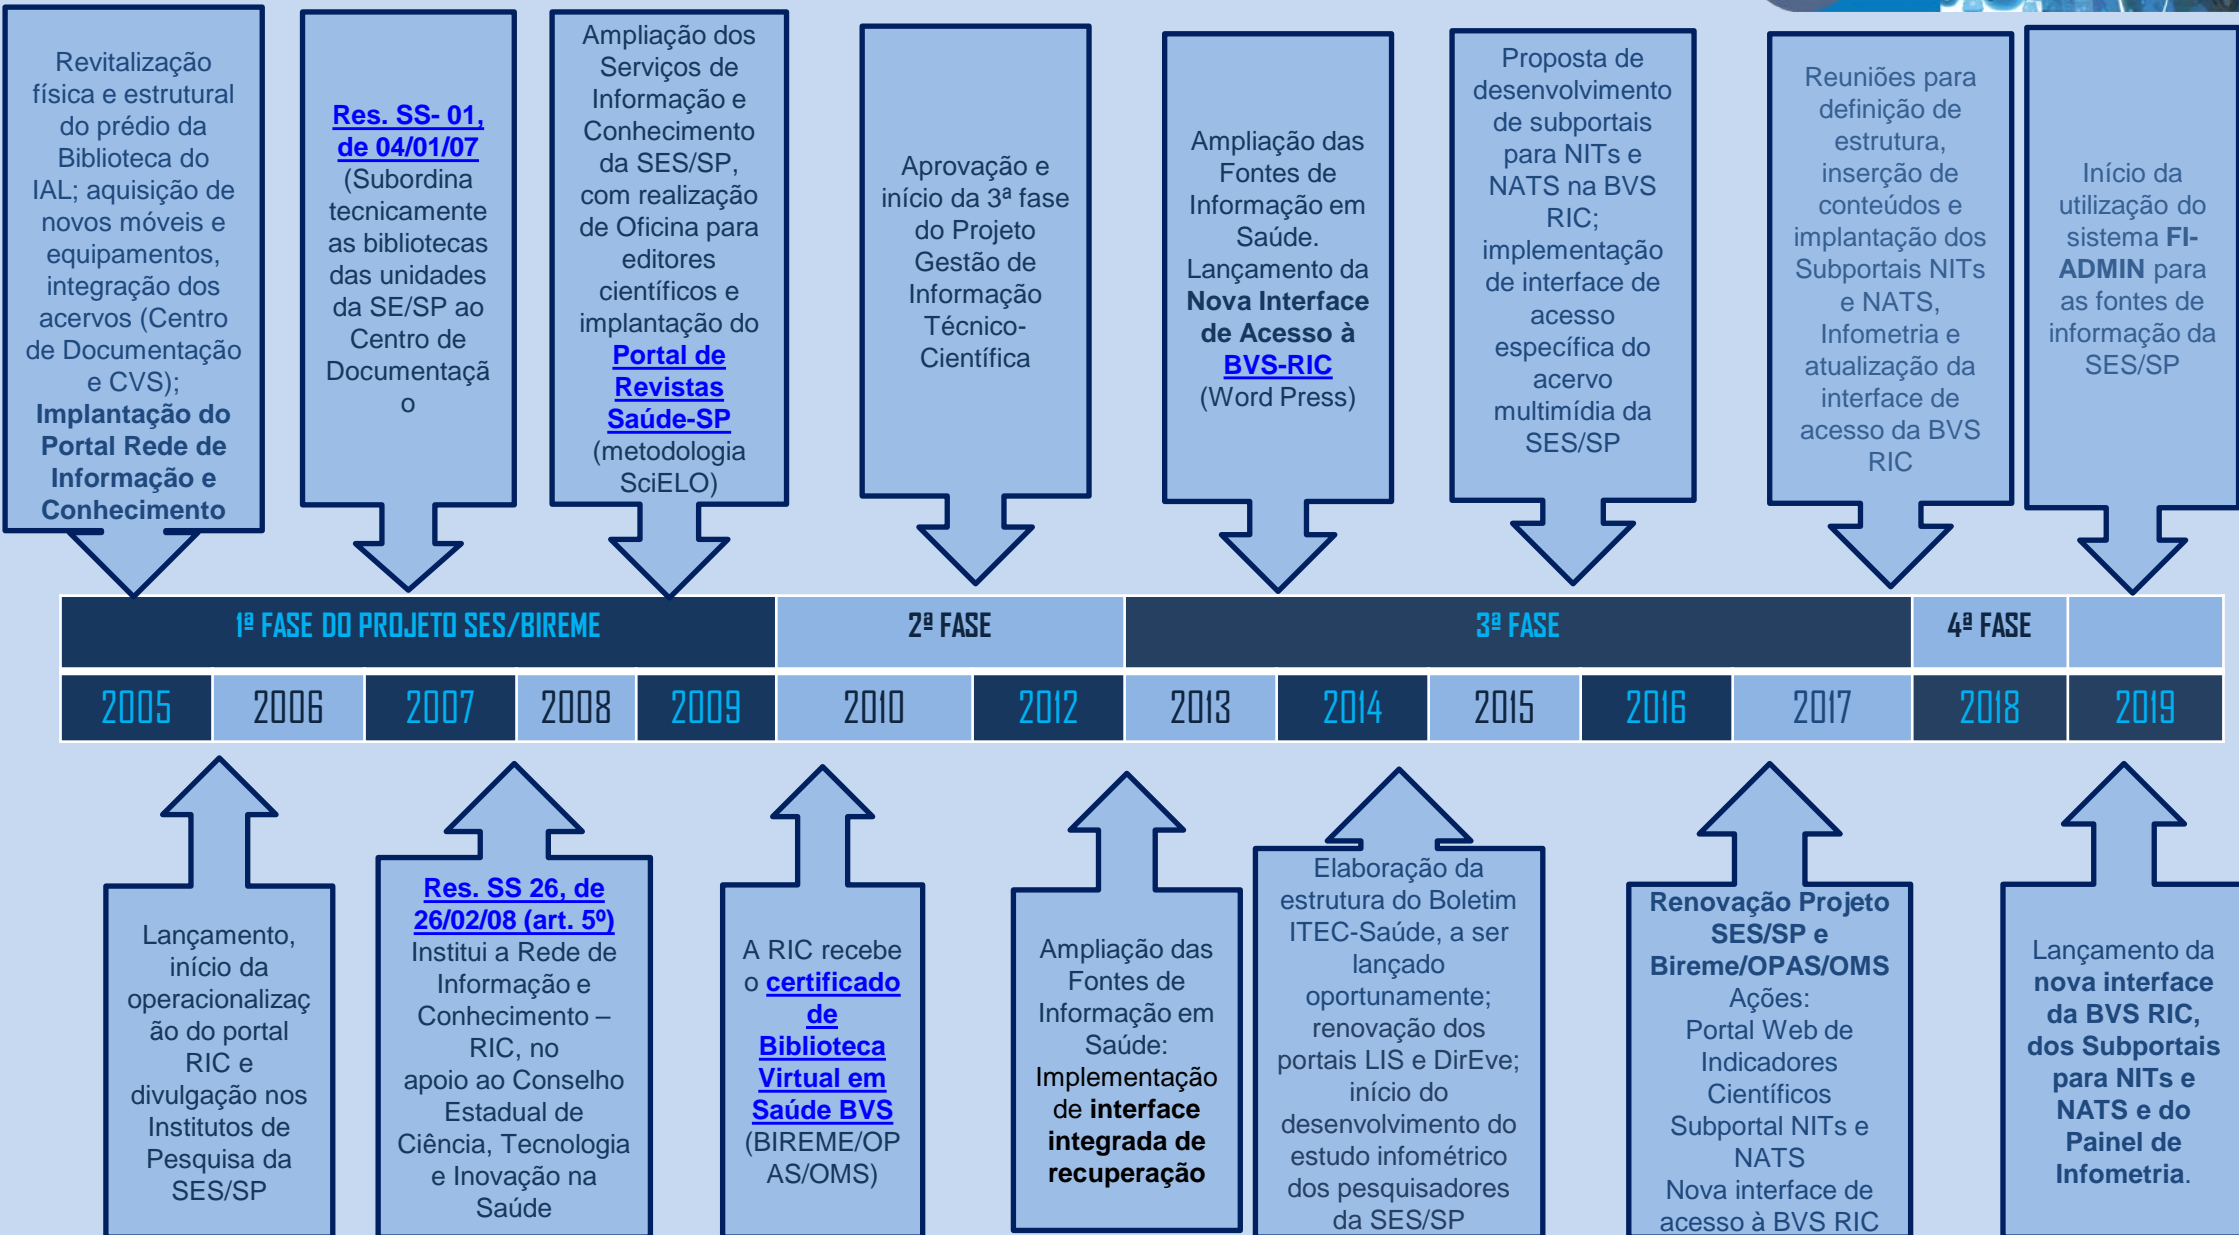 Revitalização
física e estrutural
do prédio da
Biblioteca do
IAL; aquisição de
novos móveis e
equipamentos,
integração dos
acervos (Centro
de Documentação
e CVS);
Implantação do
Portal Rede de
Informação e
Conhecimento
Res. SS- 01,
de 04/01/07
(Subordina
tecnicamente
as bibliotecas
das unidades
da SE/SP ao
Centro de
Documentaçã
o
Ampliação dos
Serviços de
Informação e
Conhecimento
da SES/SP,
com realização
de Oficina para
editores
científicos e
implantação do
Portal de
Revistas
Saúde-SP
(metodologia
SciELO)
Aprovação e
início da 3ª fase
do Projeto
Gestão de
Informação
Técnico-
Científica
Ampliação das
Fontes de
Informação em
Saúde.
Lançamento da
Nova Interface
de Acesso à
BVS-RIC
(Word Press)
Proposta de
desenvolvimento
de subportais
para NITs e
NATS na BVS
RIC;
implementação
de interface de
acesso
específica do
acervo
multimídia da
SES/SP
Reuniões para
definição de
estrutura,
inserção de
conteúdos e
implantação dos
Subportais NITs
e NATS,
Infometria e
atualização da
interface de
acesso da BVS
RIC
Início da
utilização do
sistema FI-
ADMIN para
as fontes de
informação da
SES/SP
1ª FASE DO PROJETO SES/BIREME 2ª FASE 3ª FASE 4ª FASE
2005 2006 2007 2008 2009 2010 2012 2013 2014 2015 2016 2017 2018 2019
Lançamento,
início da
operacionalizaç
ão do portal
RIC e
divulgação nos
Institutos de
Pesquisa da
SES/SP
Res. SS 26, de
26/02/08 (art. 5º)
Institui a Rede de
Informação e
Conhecimento –
RIC, no
apoio ao Conselho
Estadual de
Ciência, Tecnologia
e Inovação na
Saúde
A RIC recebe
o certificado
de
Biblioteca
Virtual em
Saúde BVS
(BIREME/OP
AS/OMS)
Ampliação das
Fontes de
Informação em
Saúde:
Implementação
de interface
integrada de
recuperação
Elaboração da
estrutura do Boletim
ITEC-Saúde, a ser
lançado
oportunamente;
renovação dos
portais LIS e DirEve;
início do
desenvolvimento do
estudo infométrico
dos pesquisadores
da SES/SP
Renovação Projeto
SES/SP e
Bireme/OPAS/OMS
Ações:
Portal Web de
Indicadores
Científicos
Subportal NITs e
NATS
Nova interface de
acesso à BVS RIC
Lançamento da
nova interface
da BVS RIC,
dos Subportais
para NITs e
NATS e do
Painel de
Infometria.